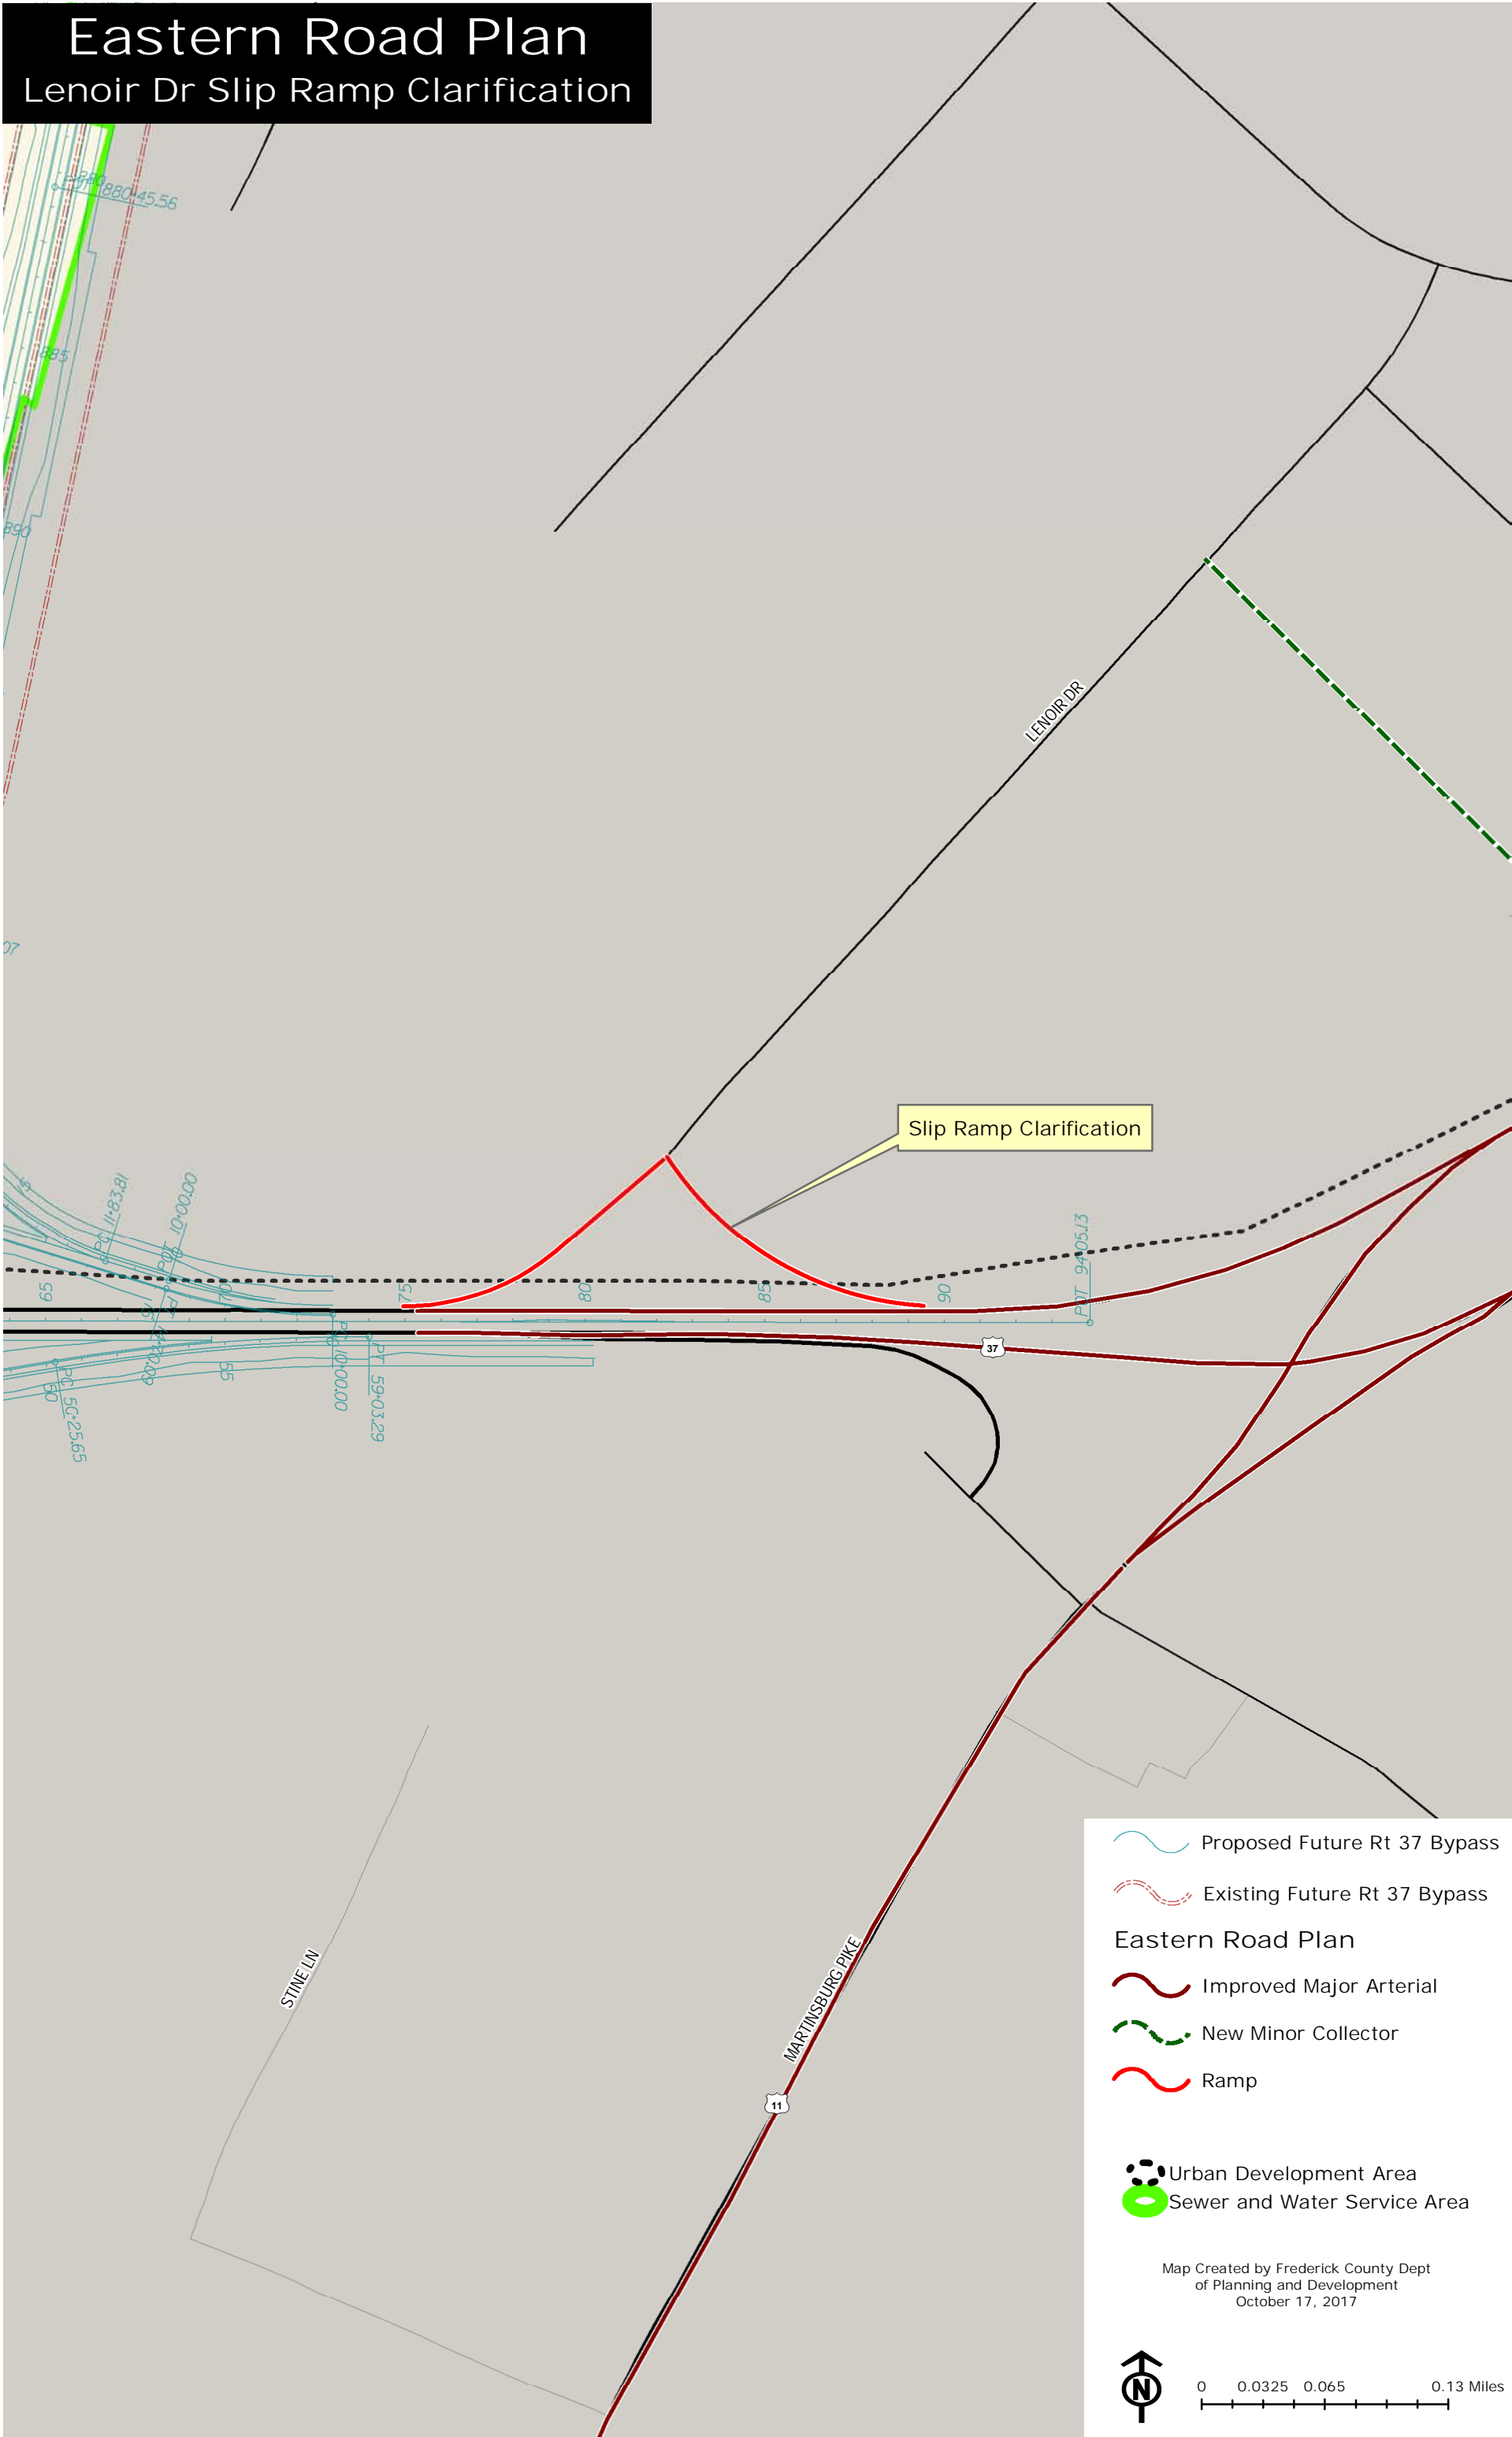 Eastern Road Plan
Lenoir Dr Slip Ramp Clarification
880
880+45.56
885
890
LENOIR DR
07
Slip Ramp Clarification
PC 11+83.81
POT 10+00.00
POT 94+05.13
65
70
75
80
85
90
37
50
PC 50+25.65
55
10+00.00
PT 59+03.29
STINE LN
MARTINSBURG PIKE
11
Proposed Future Rt 37 Bypass
Existing Future Rt 37 Bypass
Eastern Road Plan
Improved Major Arterial
New Minor Collector
Ramp
Urban Development Area
Sewer and Water Service Area
Map Created by Frederick County Dept
of Planning and Development
October 17, 2017
N
0 0.0325 0.065 0.13 Miles